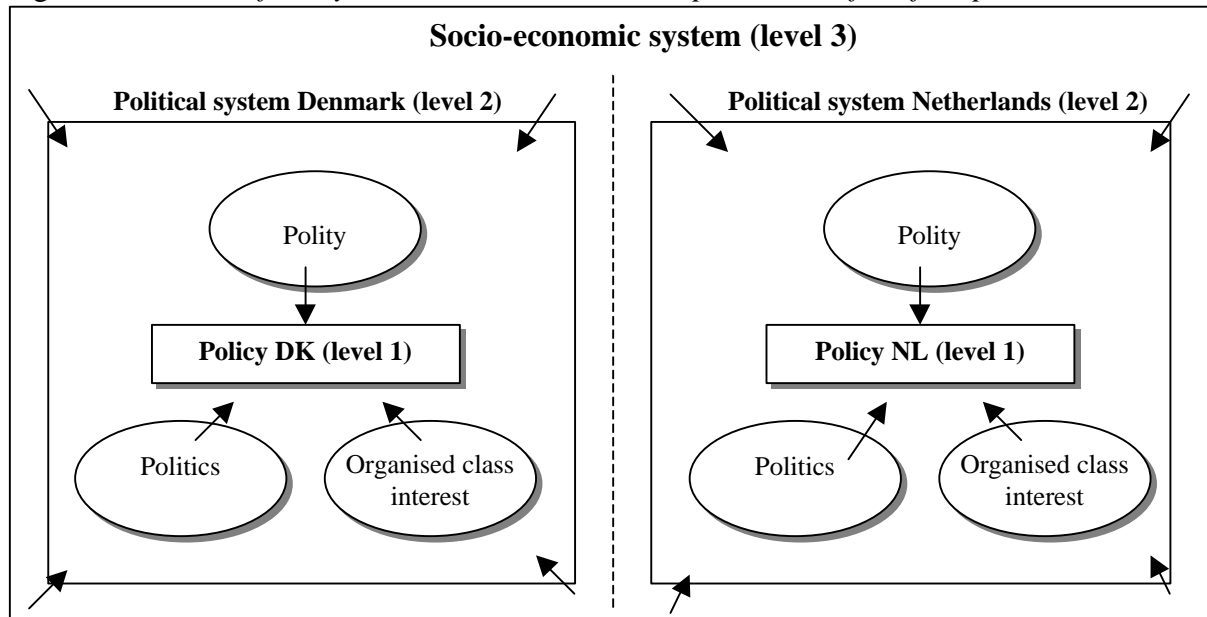 Socio-economic system (level 3)
Political system Denmark (level 2)
Political system Netherlands (level 2)
Polity
Polity
Policy DK (level 1)
Policy NL (level 1)
Politics
Organised class
interest
Politics
Organised class
interest